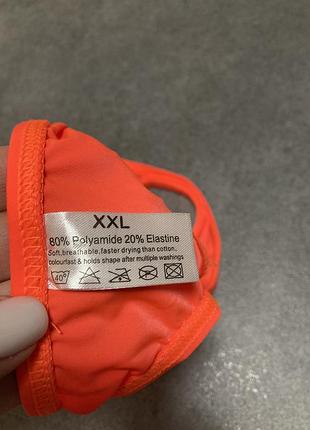 XXL
80% Polyamide 20% Elastine
Soft,breathable,faster drying than cotton.
colourfast & holds shape after multiple washings
40°